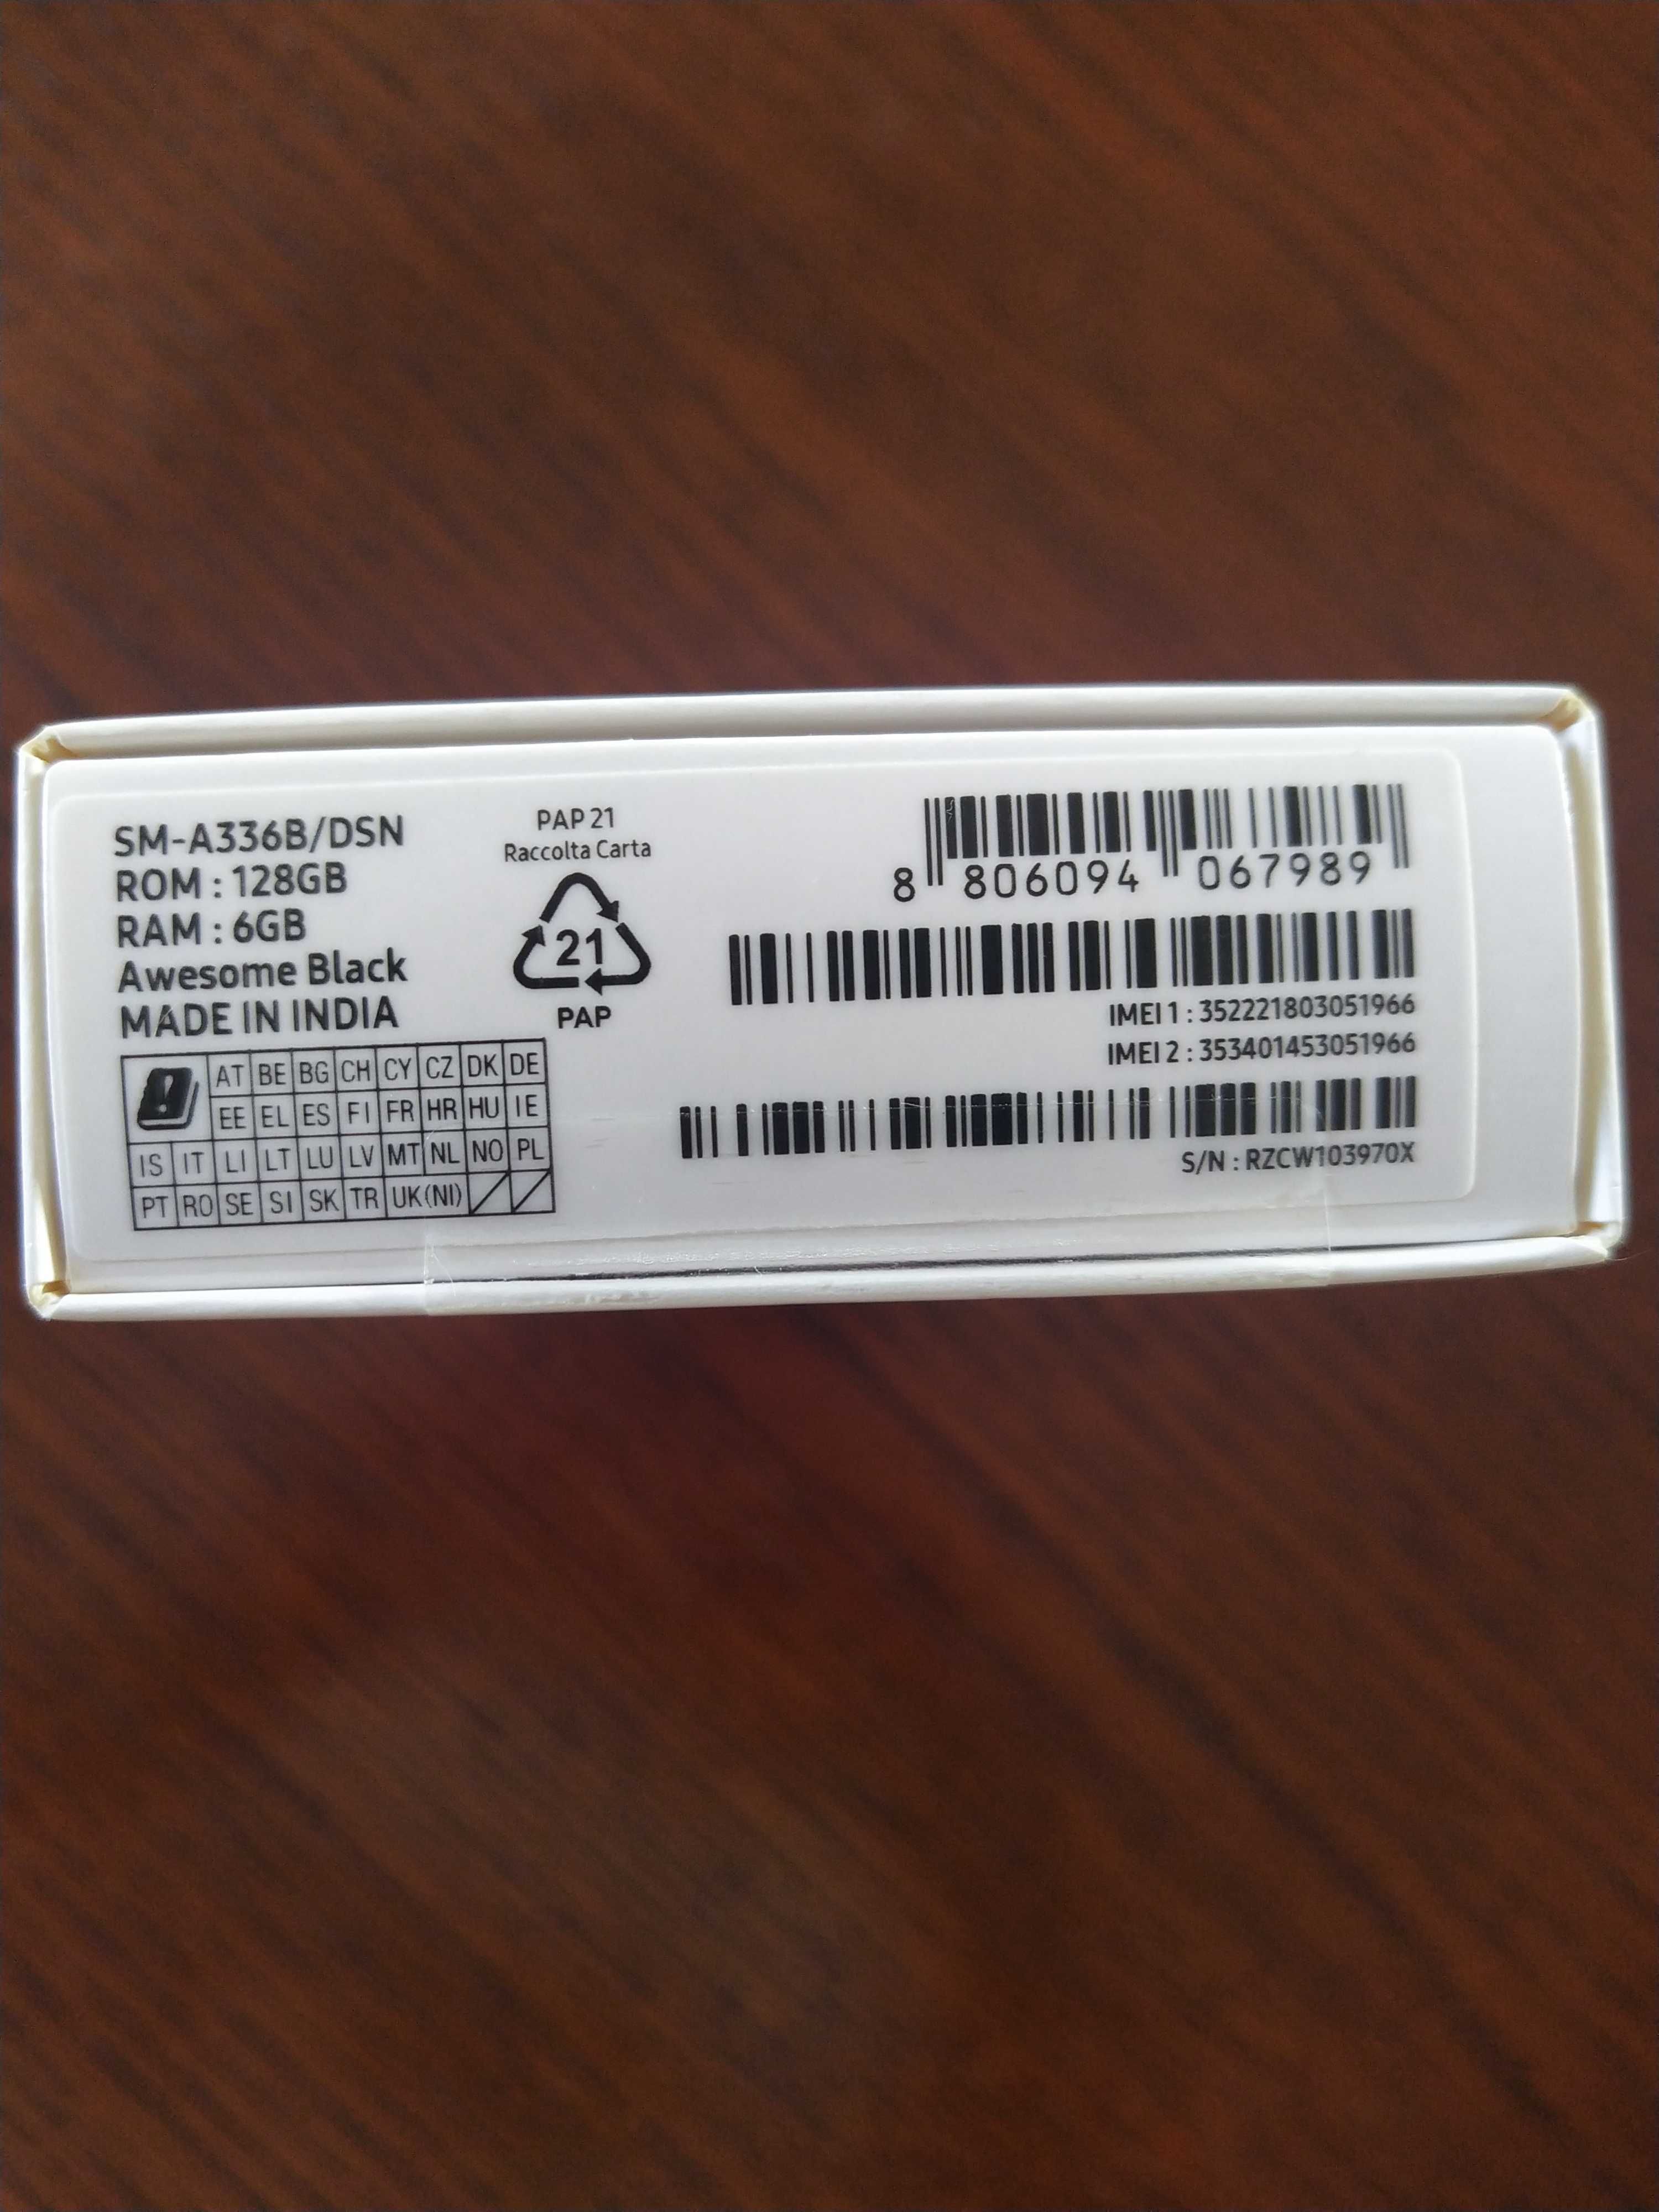 SM-A336B/DSN
ROM : 128GB
RAM : 6GB
Awesome Black
MADE IN INDIA
AT BE BG CH CY CZ DK DE
EE EL ES FI FR HR HU IE
IS IT LI LT LU LV MT NL NO PL
PT RO SE SI SK TR UK(NI)
PAP 21
Raccolta Carta
21
PAP
8 806094 067989
IMEI 1 : 352221803051966
IMEI 2 : 353401453051966
S/N : RZCW103970X